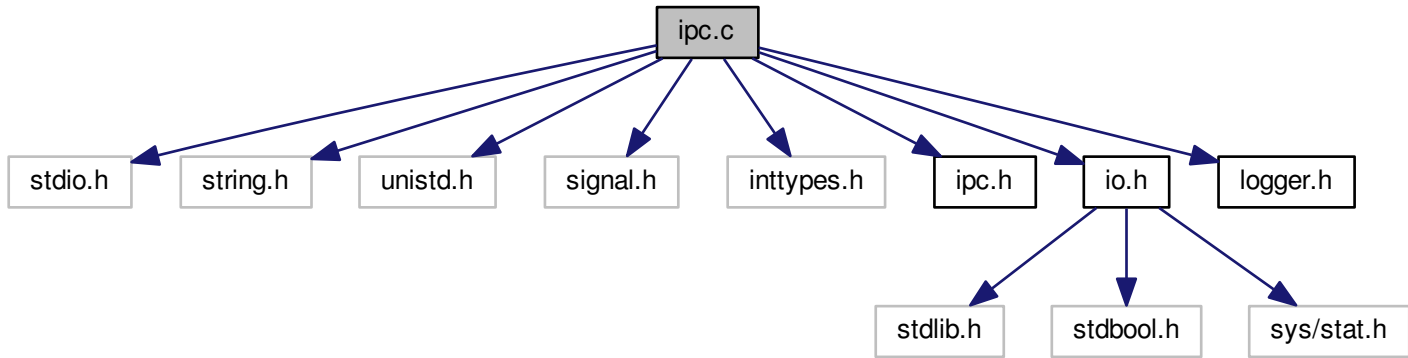 ipc.c
stdio.h
string.h
unistd.h
signal.h
inttypes.h
ipc.h
io.h
logger.h
stdlib.h
stdbool.h
sys/stat.h